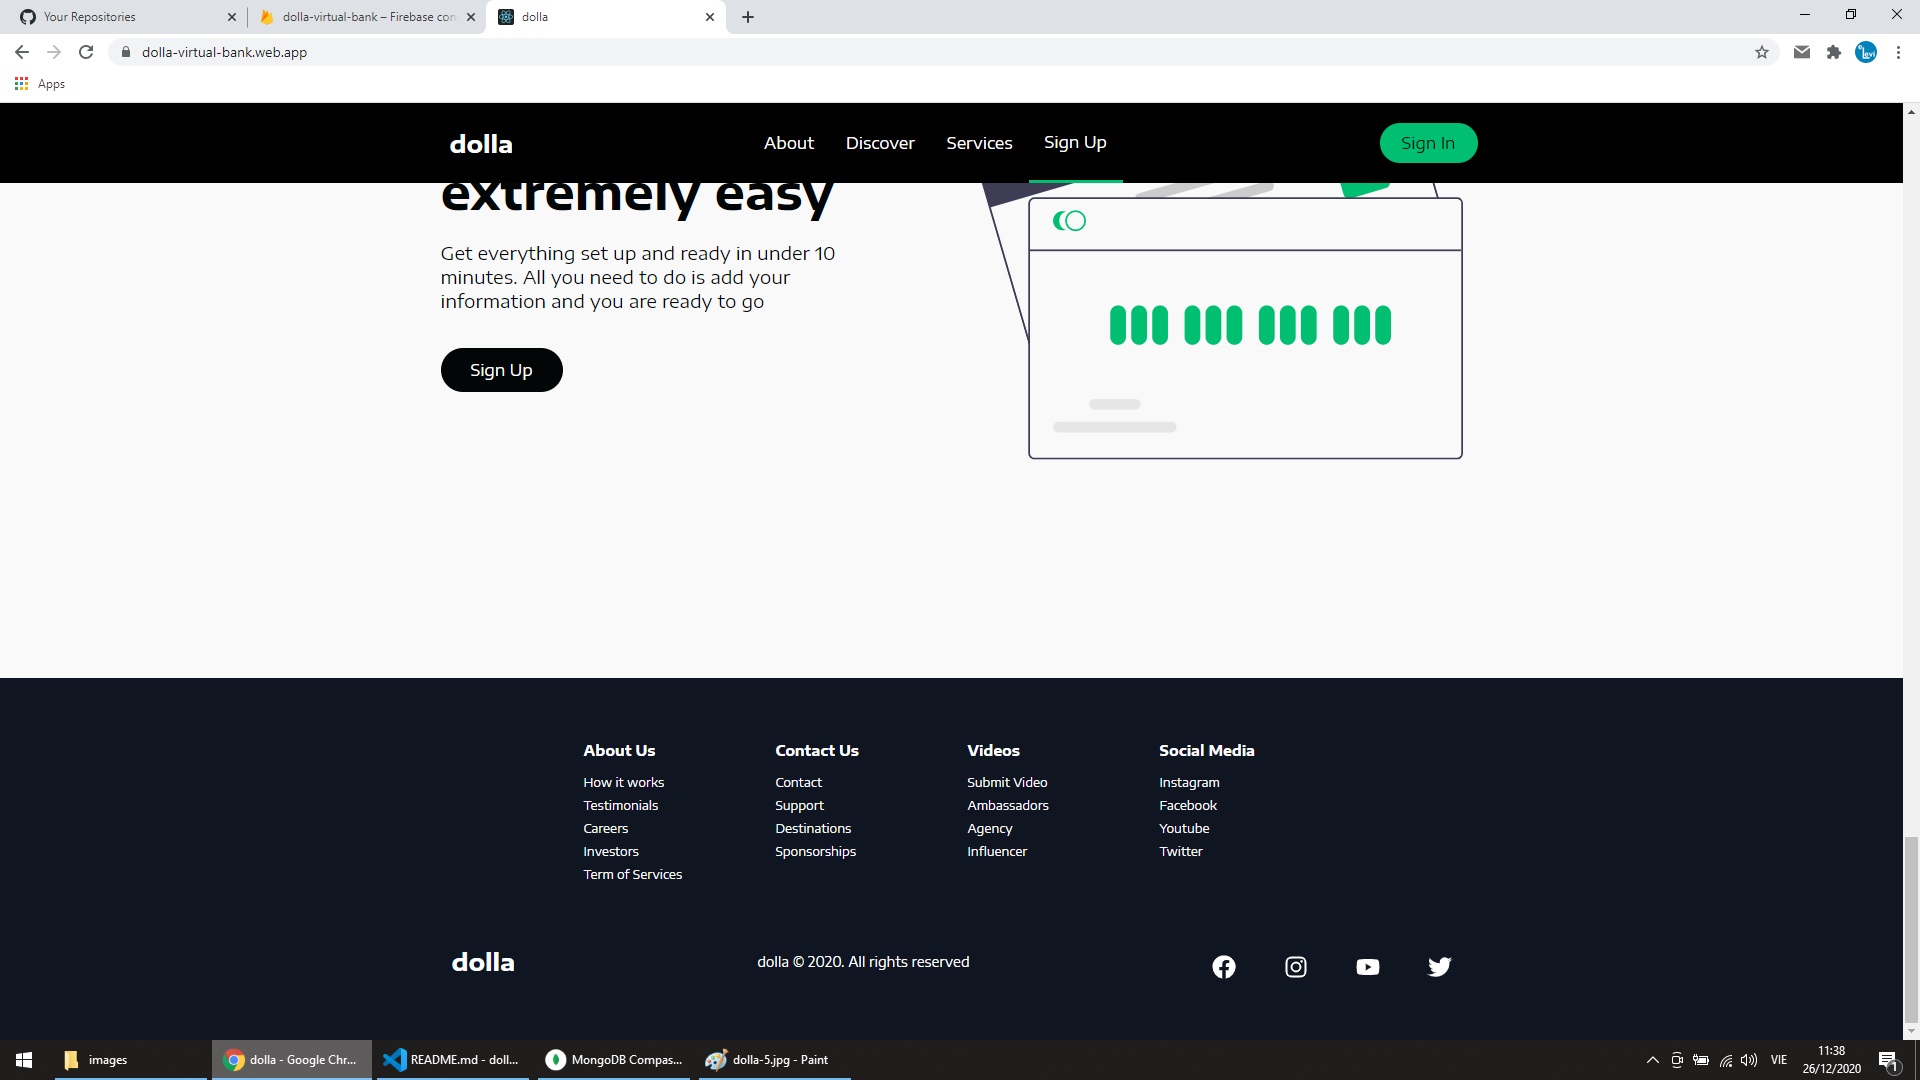 Your Repositories
dolla-virtual-bank – Firebase con
dolla
dolla-virtual-bank.web.app
Apps
dolla
About
Discover
Services
Sign Up
Sign In
extremely easy
Get everything set up and ready in under 10
minutes. All you need to do is add your
information and you are ready to go
Sign Up
About Us
How it works
Testimonials
Careers
Investors
Term of Services
Contact Us
Contact
Support
Destinations
Sponsorships
Videos
Submit Video
Ambassadors
Agency
Influencer
Social Media
Instagram
Facebook
Youtube
Twitter
dolla
dolla © 2020. All rights reserved
images
dolla - Google Chr...
README.md - doll...
MongoDB Compas...
dolla-5.jpg - Paint
VIE
11:38
26/12/2020
1